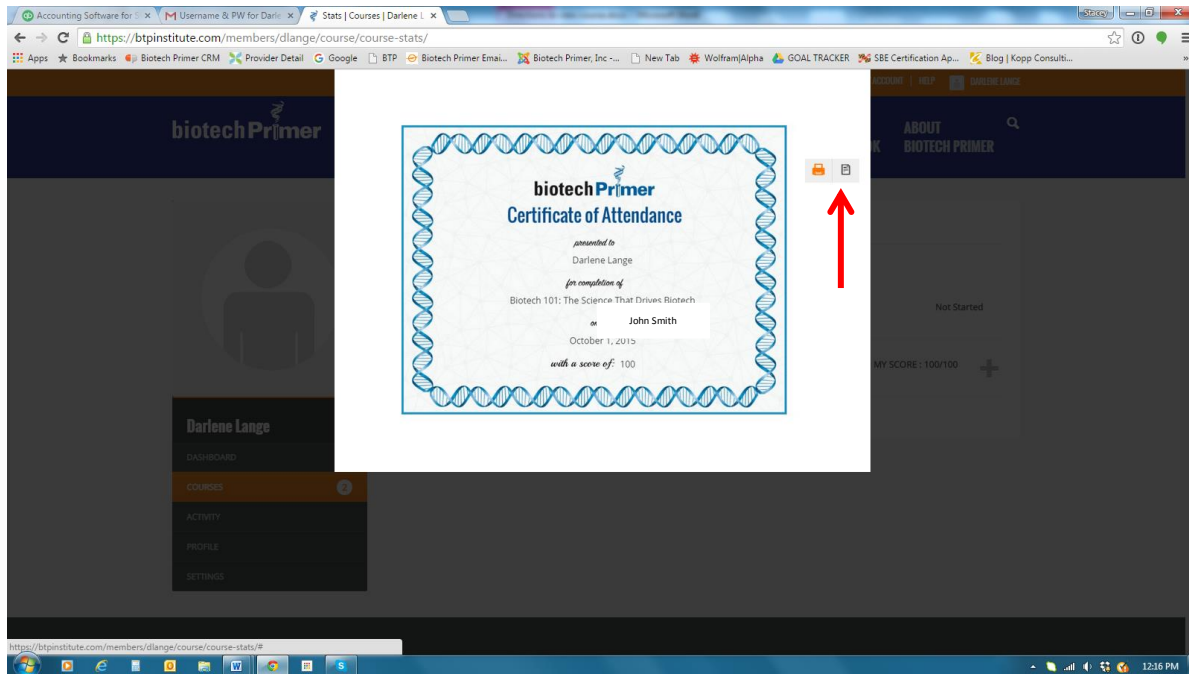 Accounting Software for S
Username & PW for Darle
Stats | Courses | Darlene L
Stacey
https://btpinstitute.com/members/dlange/course/course-stats/
Apps Bookmarks Biotech Primer CRM Provider Detail Google BTP Biotech Primer Emai... Biotech Primer, Inc -... New Tab Wolfram|Alpha GOAL TRACKER SBE Certification Ap... Blog | Kopp Consulti... »
ACCOUNT | HELP DARLENE LANGE
biotech Primer
ABOUT
BIOTECH PRIMER
biotech Primer
Certificate of Attendance
presented to
Darlene Lange
for completion of
Biotech 101: The Science That Drives Biotech
on
John Smith
October 1, 2015
with a score of: 100
Not Started
MY SCORE : 100/100
Darlene Lange
DASHBOARD
COURSES 2
ACTIVITY
PROFILE
SETTINGS
https://btpinstitute.com/members/dlange/course/course-stats/#
12:16 PM